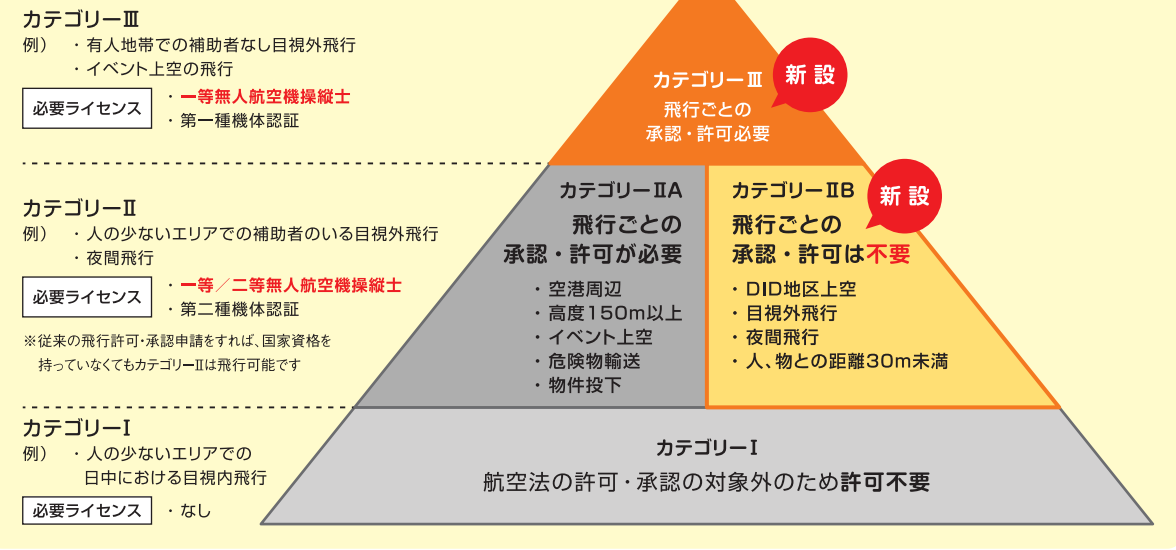 カテゴリーⅢ
例） ・有人地帯での補助者なし目視外飛行
・イベント上空の飛行
必要ライセンス
・一等無人航空機操縦士
・第一種機体認証
カテゴリーⅡ
例） ・人の少ないエリアでの補助者のいる目視外飛行
・夜間飛行
必要ライセンス
・一等／二等無人航空機操縦士
・第二種機体認証
※従来の飛行許可・承認申請をすれば、国家資格を
持っていなくてもカテゴリーⅡは飛行可能です
カテゴリーⅠ
例） ・人の少ないエリアでの
日中における目視内飛行
必要ライセンス
・なし
カテゴリーⅢ
飛行ごとの
承認・許可必要
新設
カテゴリーⅡA
飛行ごとの
承認・許可が必要
・空港周辺
・高度150m以上
・イベント上空
・危険物輸送
・物件投下
カテゴリーⅡB
新設
飛行ごとの
承認・許可は不要
・DID地区上空
・目視外飛行
・夜間飛行
・人、物との距離30m未満
カテゴリーⅠ
航空法の許可・承認の対象外のため許可不要